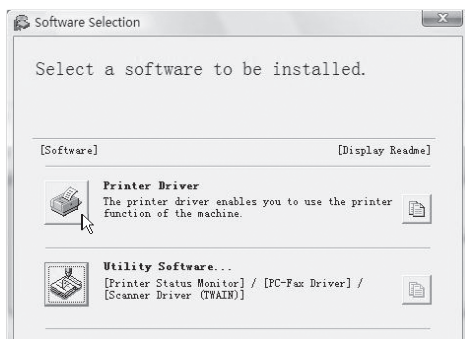 Software Selection
Select a software to be installed.
[Software] [Display Readme]
Printer Driver
The printer driver enables you to use the printer
function of the machine.
Utility Software...
[Printer Status Monitor] / [PC-Fax Driver] /
[Scanner Driver (TWAIN)]